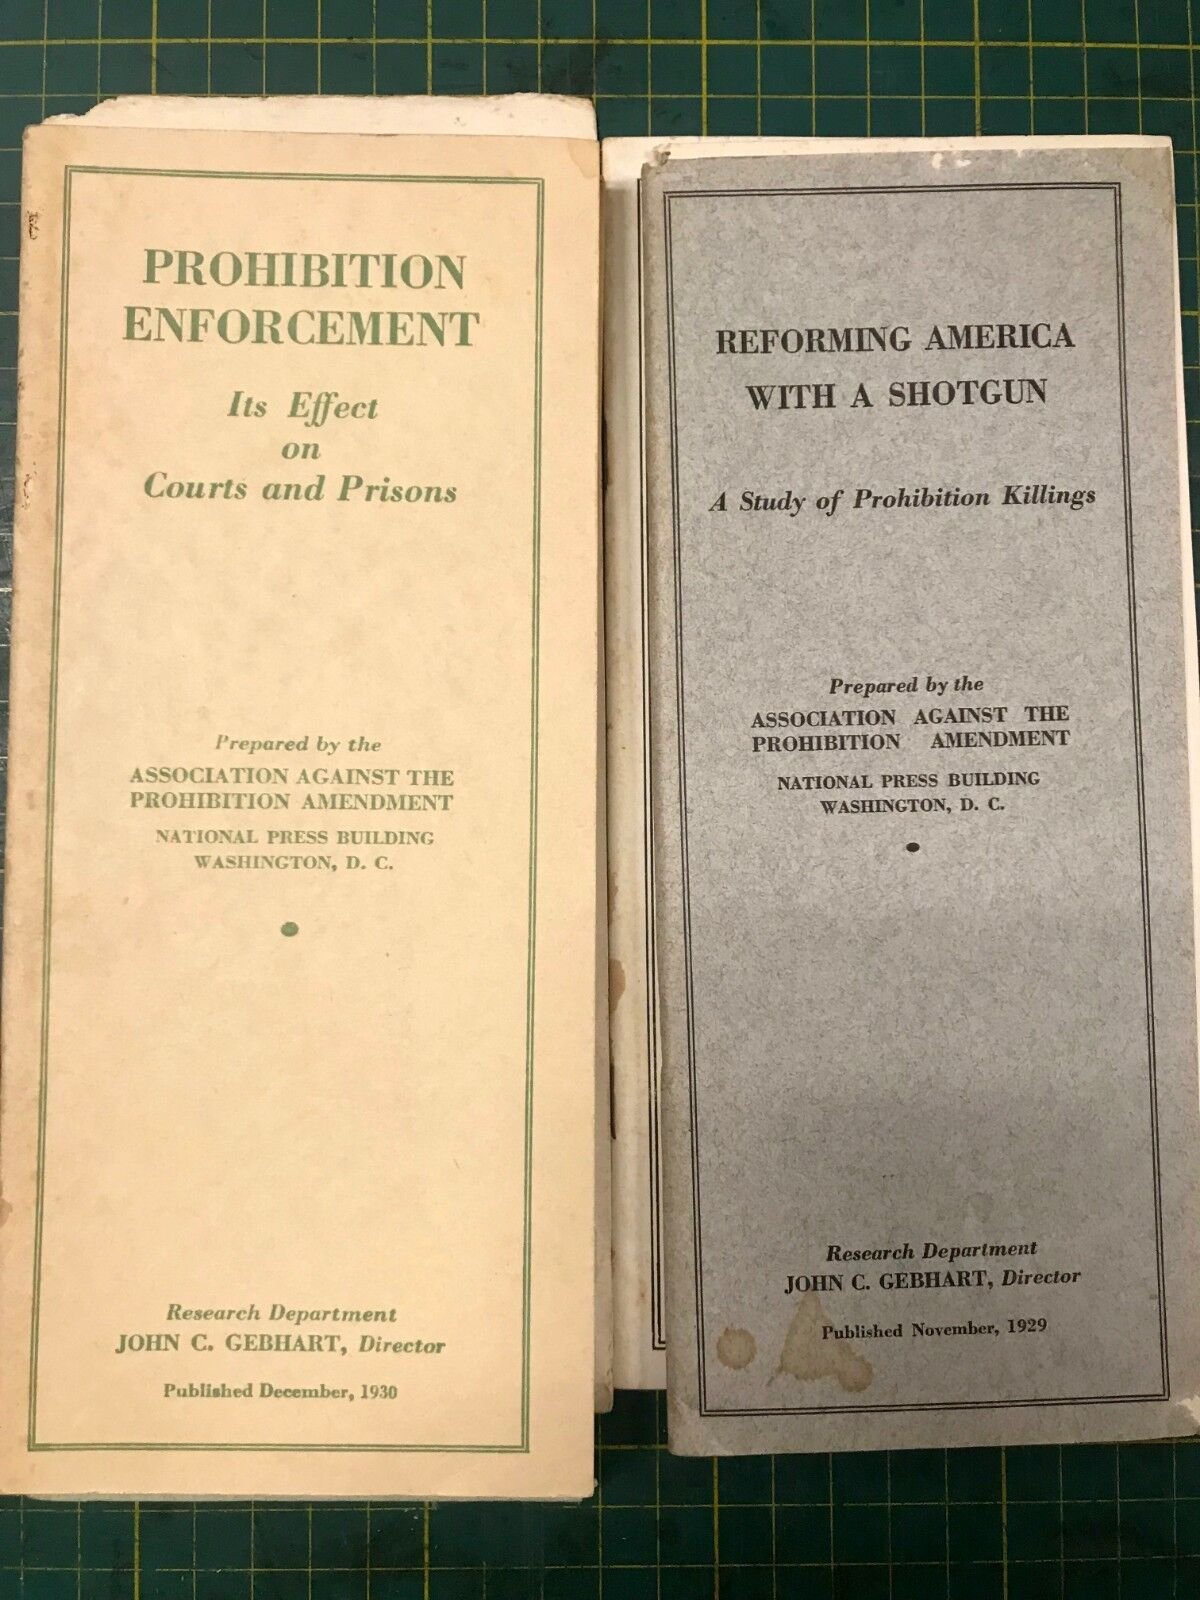 PROHIBITION
ENFORCEMENT
Its Effect
on
Courts and Prisons
Prepared by the
ASSOCIATION AGAINST THE
PROHIBITION AMENDMENT
NATIONAL PRESS BUILDING
WASHINGTON, D. C.
Research Department
JOHN C. GEBHART, Director
Published December, 1930
REFORMING AMERICA
WITH A SHOTGUN
A Study of Prohibition Killings
Prepared by the
ASSOCIATION AGAINST THE
PROHIBITION AMENDMENT
NATIONAL PRESS BUILDING
WASHINGTON, D. C.
Research Department
JOHN C. GEBHART, Director
Published November, 1929